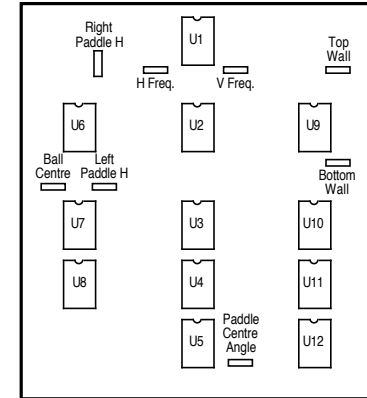 Right
Paddle H
U1
Top
Wall
H Freq.
V Freq.
U6
U2
U9
Ball
Centre
Left
Paddle H
Bottom
Wall
U7
U3
U10
U8
U4
U11
U5
Paddle
Centre
Angle
U12